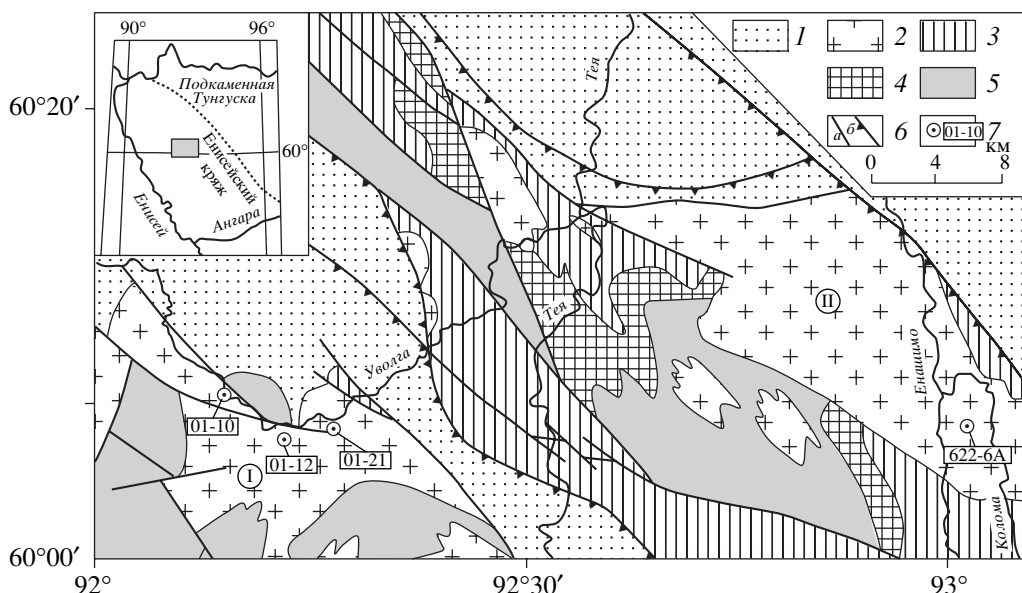 90°
96°
Подкаменная
Тунгуска
60°
Енисейский
кряж
Енисей
Ангара
60°20′
60°00′
92°
92°30′
93°
1
2
3
4
5
а
б
6
01-10
7
км
0
4
8
Тея
Тея
Уволга
Енашимо
Колома
01-10
01-12
01-21
622-6А
I
II